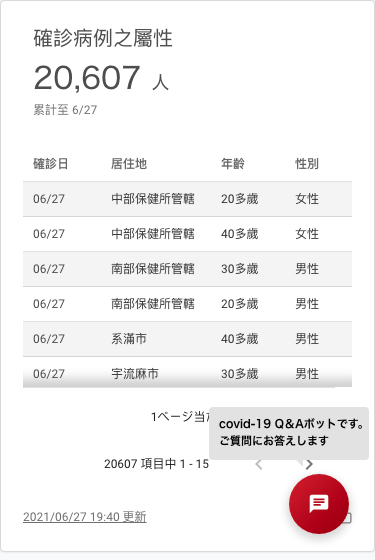 確診病例之屬性
20,607 人
累計至 6/27
確診日 居住地 年齡 性別
06/27 中部保健所管轄 20多歲 女性
06/27 中部保健所管轄 40多歲 女性
06/27 南部保健所管轄 30多歲 男性
06/27 南部保健所管轄 20多歲 男性
06/27 系滿市 40多歲 男性
06/27 宇流麻市 30多歲 男性
1ページ当
covid-19 Q&Aボットです。
ご質問にお答えします
20607 項目中 1 - 15
2021/06/27 19:40 更新